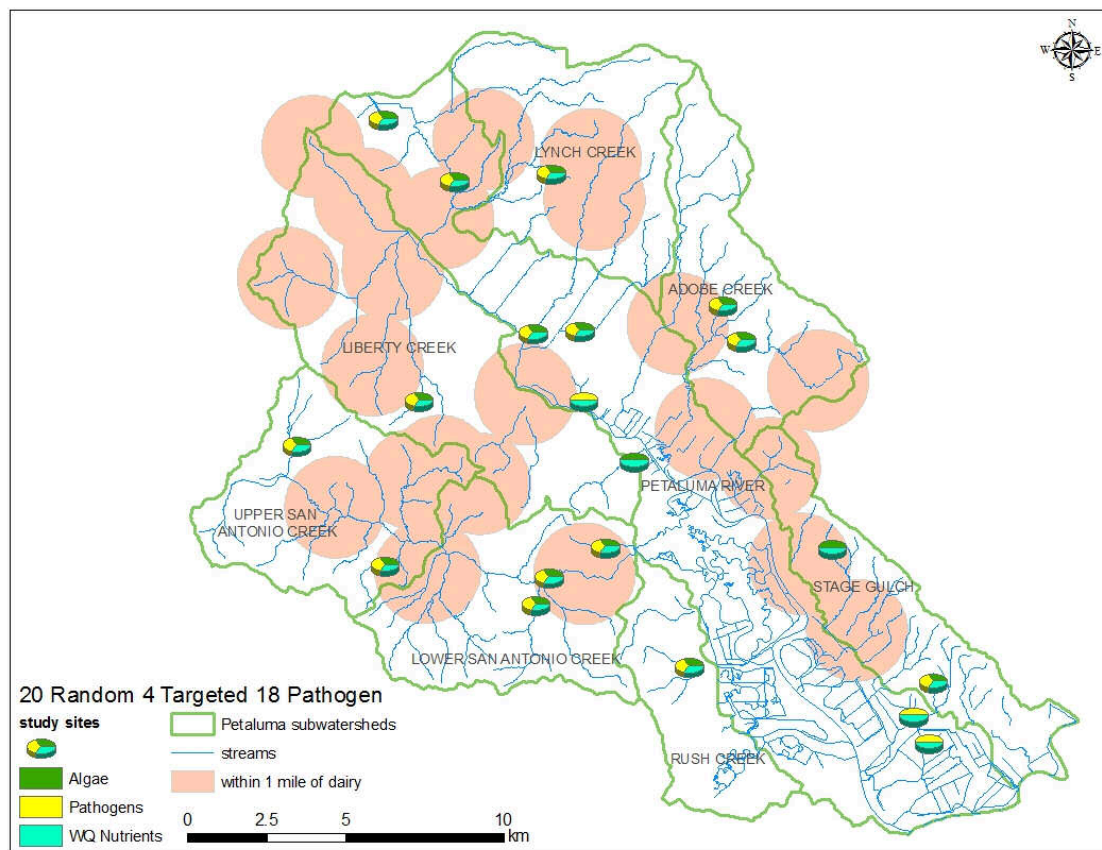 N
W E
S
LYNCH CREEK
ADOBE CREEK
LIBERTY CREEK
PETALUMA RIVER
UPPER SAN
ANTONIO CREEK
STAGE GULCH
LOWER SAN ANTONIO CREEK
RUSH CREEK
20 Random 4 Targeted 18 Pathogen
study sites
Algae
Pathogens
WQ Nutrients
Petaluma subwatersheds
streams
within 1 mile of dairy
0 2.5 5 10
km